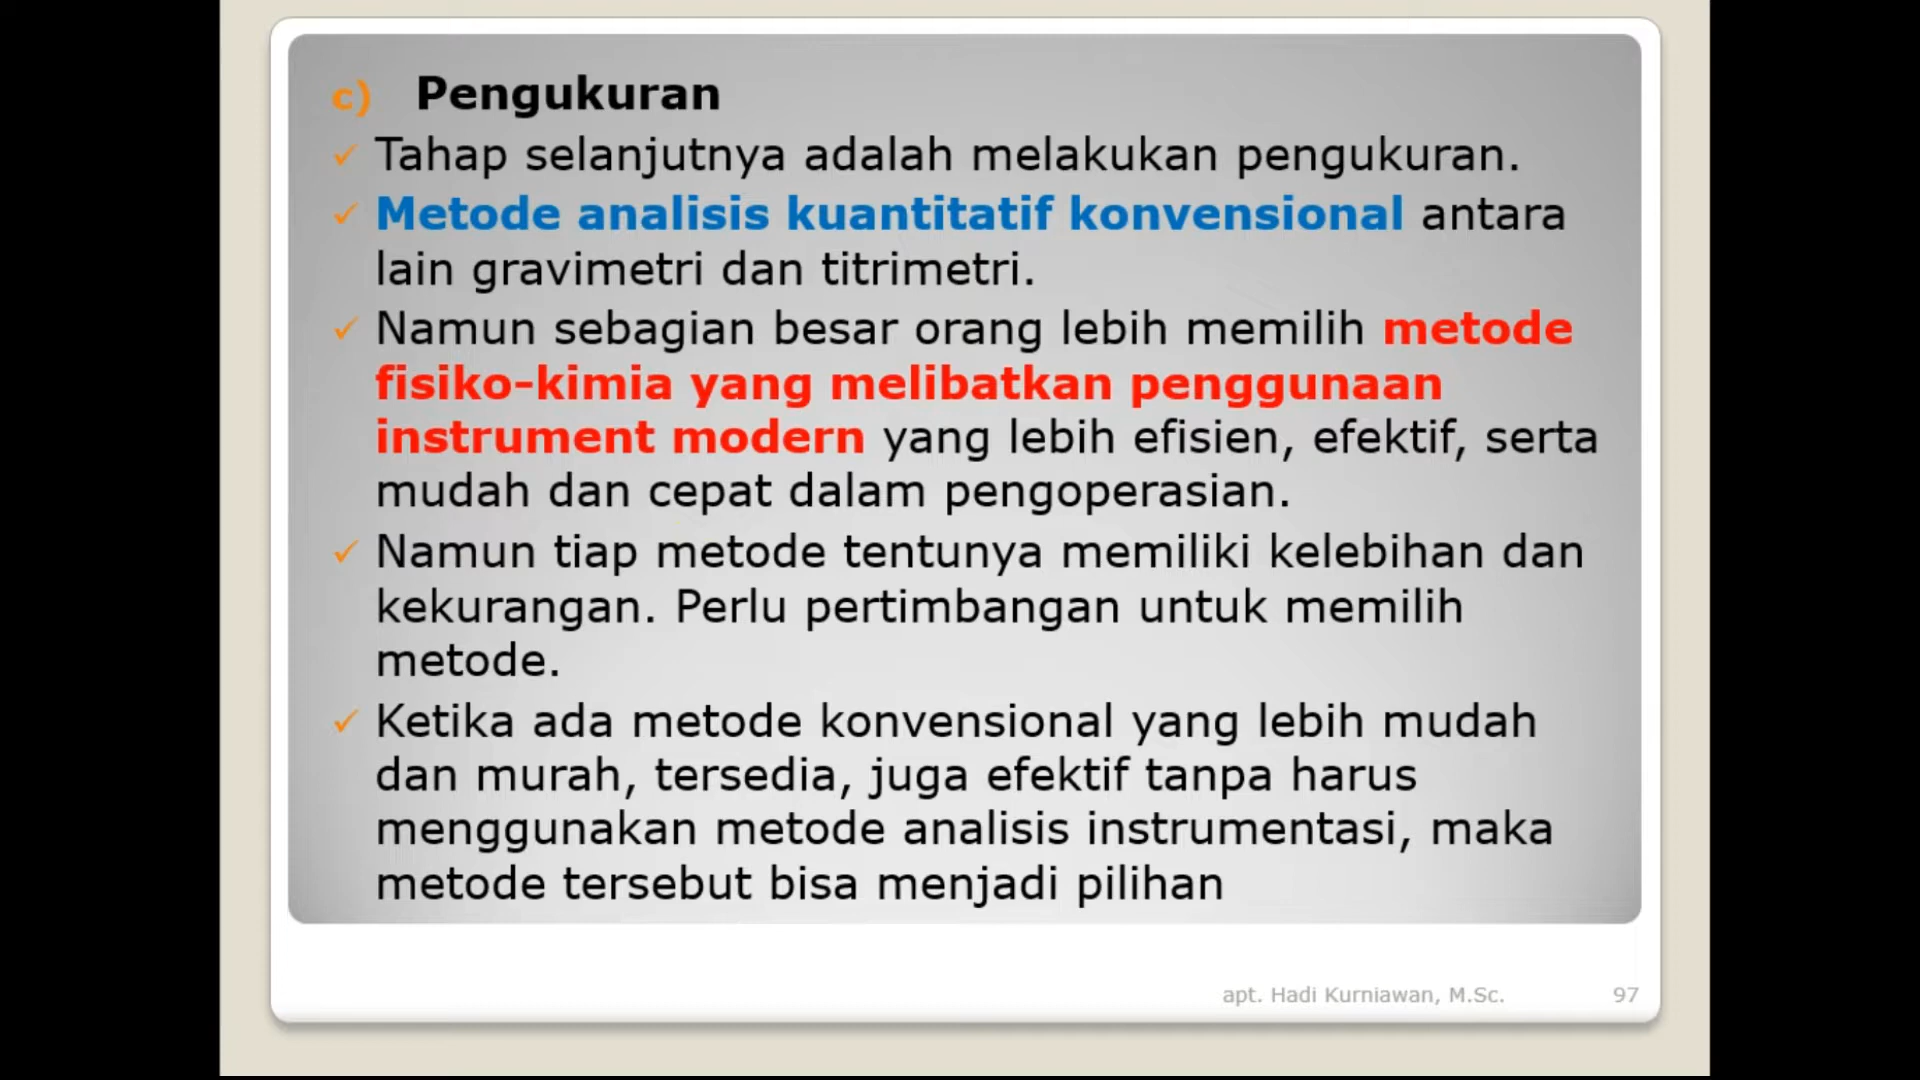 c) Pengukuran
✓ Tahap selanjutnya adalah melakukan pengukuran.
✓ Metode analisis kuantitatif konvensional antara
lain gravimetri dan titrimetri.
✓ Namun sebagian besar orang lebih memilih metode
fisiko-kimia yang melibatkan penggunaan
instrument modern yang lebih efisien, efektif, serta
mudah dan cepat dalam pengoperasian.
✓ Namun tiap metode tentunya memiliki kelebihan dan
kekurangan. Perlu pertimbangan untuk memilih
metode.
✓ Ketika ada metode konvensional yang lebih mudah
dan murah, tersedia, juga efektif tanpa harus
menggunakan metode analisis instrumentasi, maka
metode tersebut bisa menjadi pilihan
apt. Hadi Kurniawan, M.Sc. 97